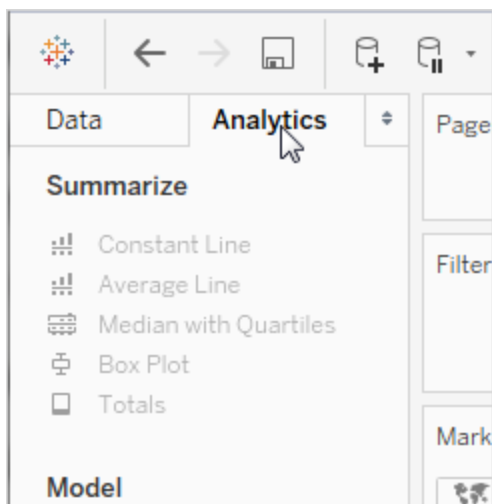 Data
Analytics
Page
Summarize
Constant Line
Average Line
Median with Quartiles
Box Plot
Totals
Filter
Mark
Model